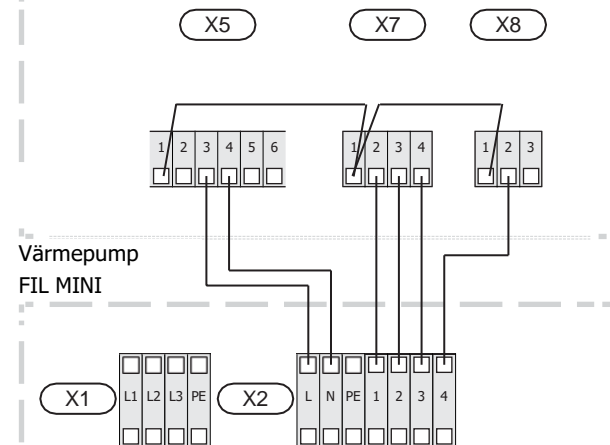 X5 X7 X8
1 2 3 4 5 6 1 2 3 4 1 2 3
Värmepump
FIL MINI
X1 L1 L2 L3 PE X2 L N PE 1 2 3 4